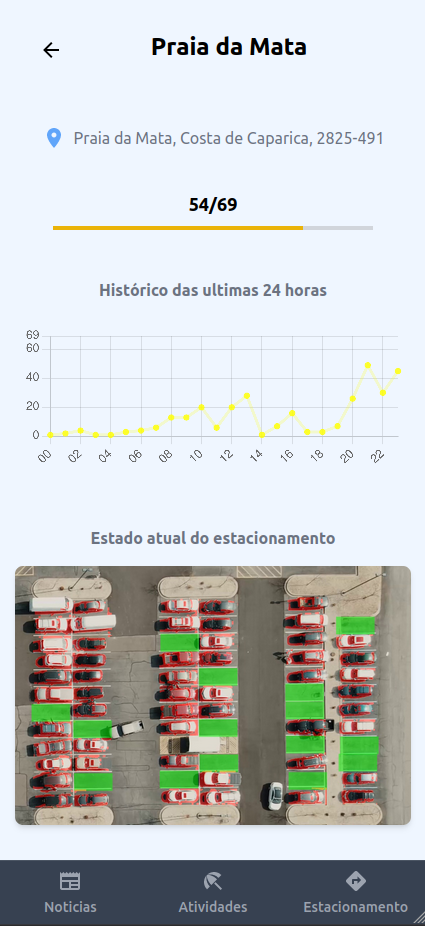 Praia da Mata
Praia da Mata, Costa de Caparica, 2825-491
54/69
Histórico das ultimas 24 horas
69
60
40
20
0
00 02 04 06 08 10 12 14 16 18 20 22
Estado atual do estacionamento
Noticias Atividades Estacionamento